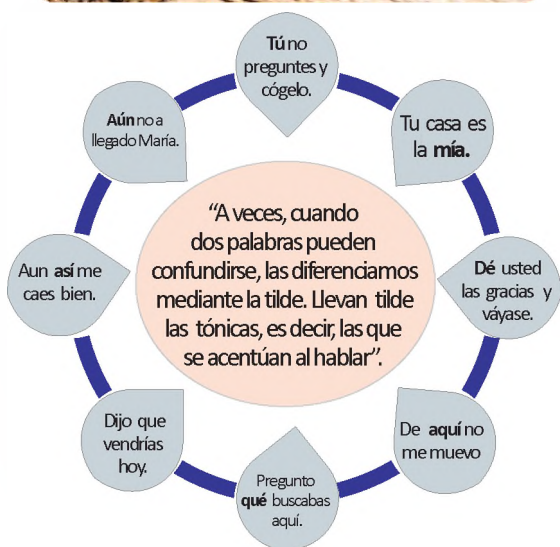 Tú no
preguntes y
cógelo.
Tu casa es
la mía.
Dé usted
las gracias y
váyase.
De aquí no
me muevo
Pregunto
qué buscabas
aquí.
Dijo que
vendrías
hoy.
Aun así me
caes bien.
Aún no a
llegado María.
"A veces, cuando
dos palabras pueden
confundirse, las diferenciamos
mediante la tilde. Llevan tilde
las tónicas, es decir, las que
se acentúan al hablar".